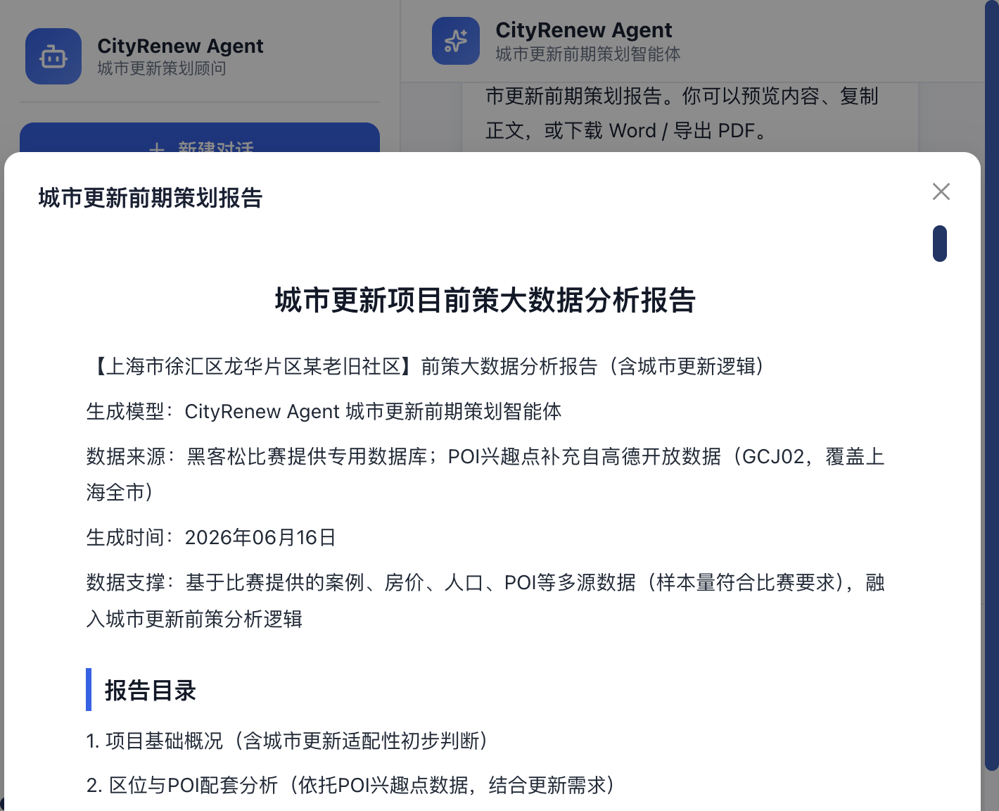 CityRenew Agent
城市更新策划顾问
新建对话
CityRenew Agent
城市更新前期策划智能体
市更新前期策划报告。你可以预览内容、复制
正文，或下载 Word / 导出 PDF。
城市更新前期策划报告
城市更新项目前策大数据分析报告
【上海市徐汇区龙华片区某老旧社区】前策大数据分析报告（含城市更新逻辑）
生成模型：CityRenew Agent 城市更新前期策划智能体
数据来源：黑客松比赛提供专用数据库；POI兴趣点补充自高德开放数据（GCJ02，覆盖上
海全市）
生成时间：2026年06月16日
数据支撑：基于比赛提供的案例、房价、人口、POI等多源数据（样本量符合比赛要求），融
入城市更新前策分析逻辑
报告目录
1. 项目基础概况（含城市更新适配性初步判断）
2. 区位与POI配套分析（依托POI兴趣点数据，结合更新需求）